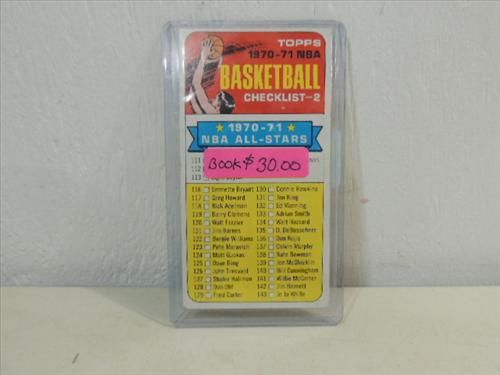 TOPPS
1970-71 NBA
BASKETBALL
CHECKLIST-2
1970-71
NBA ALL-STARS
111
112
113
BOOK $30.00
116 Emmette Bryant 130 Connie Hawkins
117 Greg Howard 131 Jim King
118 Rick Adelman 132 Ed Manning
119 Barry Clemens 133 Adrian Smith
120 Walt Frazier 134 Walt Hazzard
121 Jim Barnes 135 D. DeBusschere
122 Bernie Williams 136 Don Kojis
123 Pete Maravich 137 Calvin Murphy
124 Matt Guokas 138 Nate Bowman
125 Dave Bing 139 Jon McGlocklin
126 John Tresvant 140 Bill Cunningham
127 Shaler Halimon 141 Willie McCarter
128 Don Ohl 142 Jim Barnett
129 Fred Carter 143 Jo Jo White